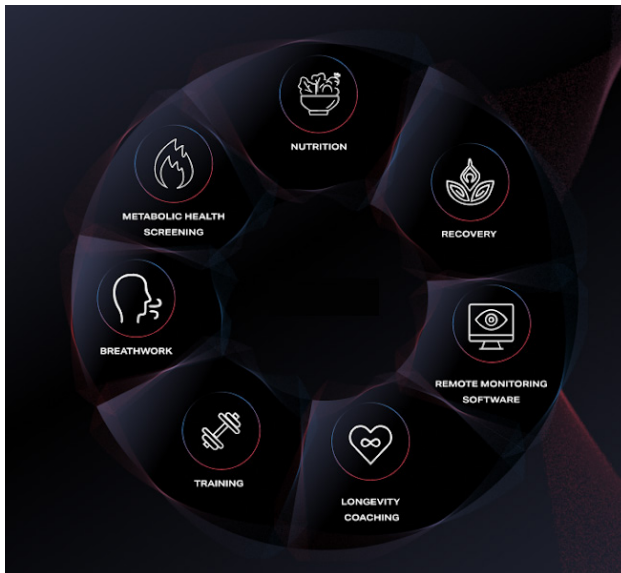 NUTRITION
RECOVERY
REMOTE MONITORING
SOFTWARE
LONGEVITY
COACHING
TRAINING
BREATHWORK
METABOLIC HEALTH
SCREENING